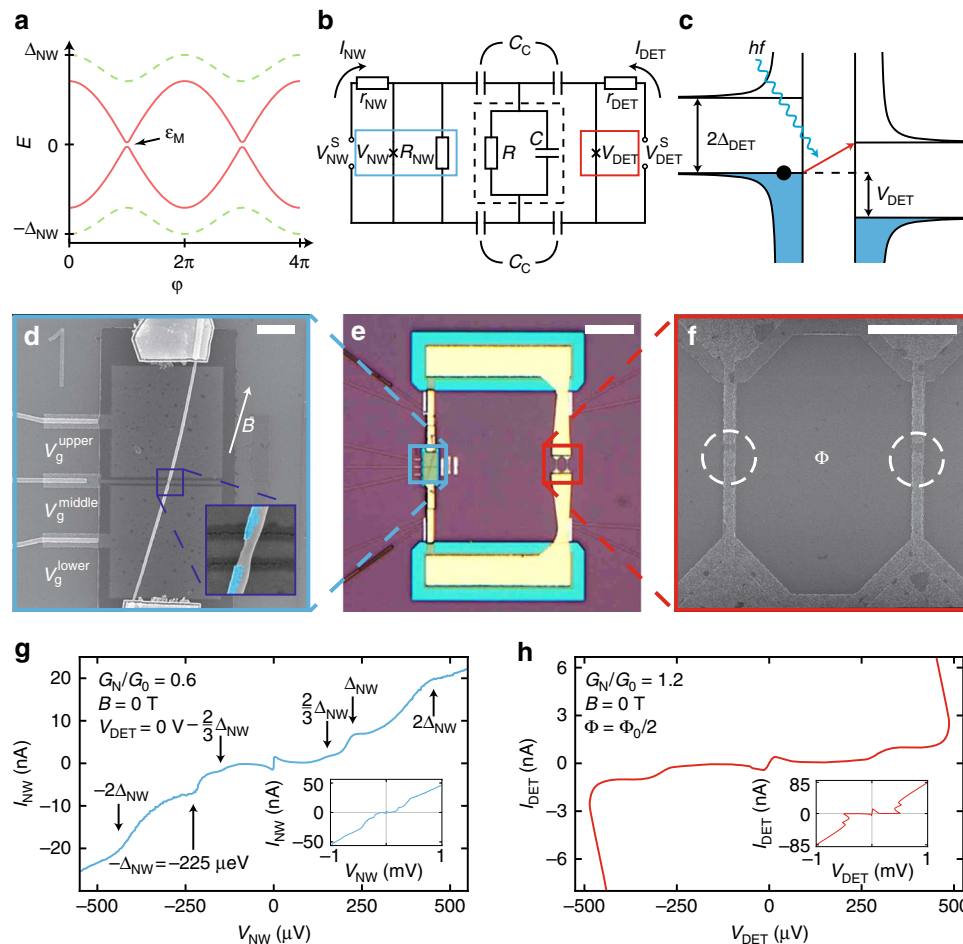 a
Δ_NW
E
0
−Δ_NW
ε_M
0
2π
4π
φ
b
I_NW
r_NW
V_NW^S
V_NW
R_NW
C_C
R
C
C_C
I_DET
r_DET
V_DET
V_DET^S
c
hf
2Δ_DET
V_DET
d
1
V_g^upper
V_g^middle
V_g^lower
B
e
f
Φ
g
G_N/G_0 = 0.6
B = 0 T
V_DET = 0 V
−2/3Δ_NW
2/3Δ_NW
Δ_NW
2Δ_NW
−2Δ_NW
−Δ_NW = −225 μeV
I_NW (nA)
20
10
0
−10
−20
−500
−250
0
250
500
V_NW (μV)
I_NW (nA)
50
0
−50
−1
1
V_NW (mV)
h
G_N/G_0 = 1.2
B = 0 T
Φ = Φ_0/2
I_DET (nA)
6
3
0
−3
−6
−500
−250
0
250
500
V_DET (μV)
I_DET (nA)
85
0
−85
−1
1
V_DET (mV)